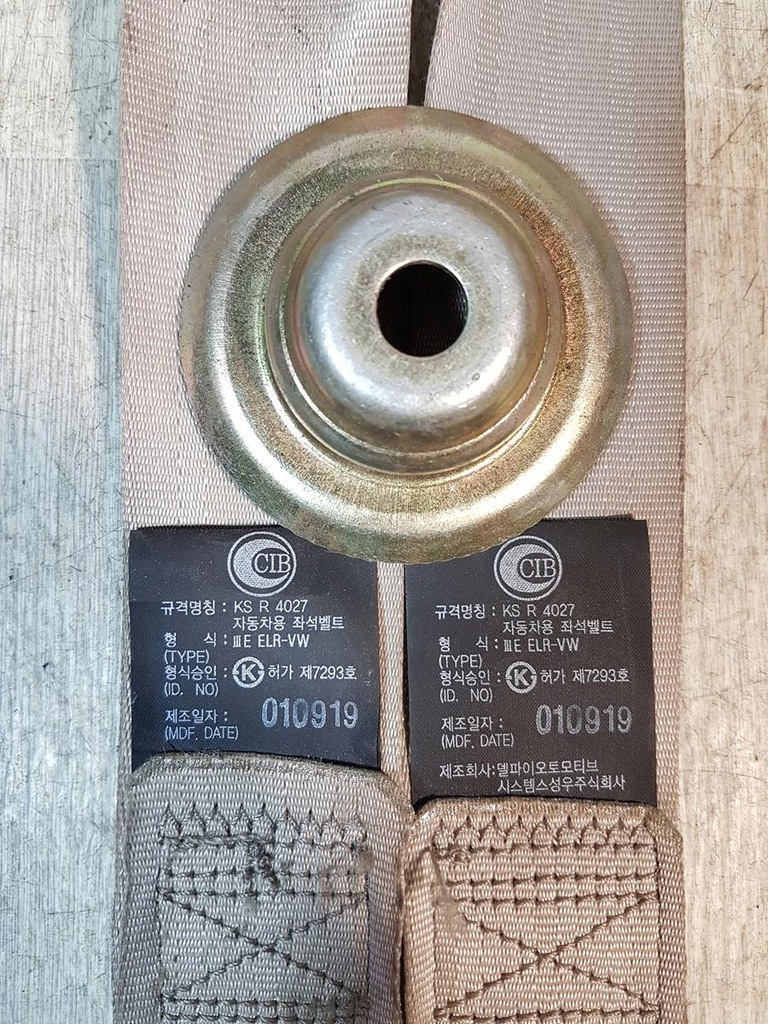 CIB
규격명칭 : KS R 4027
자동차용 좌석벨트
형 식 : ⅢE ELR-VW
(TYPE)
형식승인 : K 허가 제7293호
(ID. NO)
제조일자 : 010919
(MDF. DATE)
CIB
규격명칭 : KS R 4027
자동차용 좌석벨트
형 식 : ⅢE ELR-VW
(TYPE)
형식승인 : K 허가 제7293호
(ID. NO)
제조일자 : 010919
(MDF. DATE)
제조회사:델파이오토모티브
시스템스성우주식회사